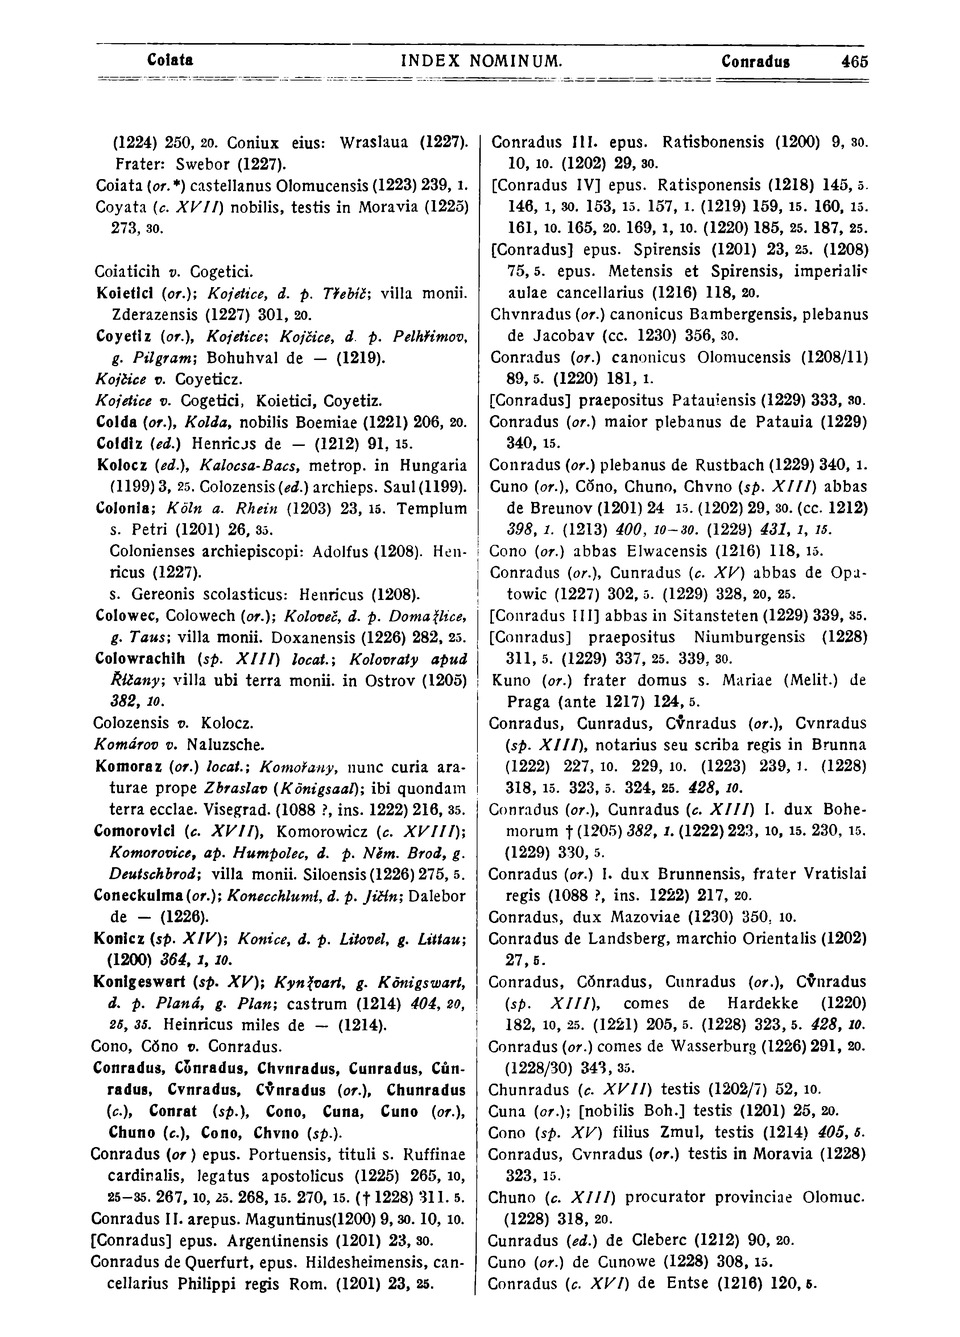 Coiata INDEX NOMINUM. Conradus 465
(1224) 250, 20. Coniux eius: Wraslaua (1227).
Frater: Swebor (1227).
Coiata (or.*) castellanus Olomucensis (1223) 239, 1.
Coyata (c. XVII) nobilis, testis in Moravia (1225)
273, 30.
Coiaticih v. Cogetici.
Koietici (or.); Kojetice, d. p. Třebíč; villa monii.
Zderazensis (1227) 301, 20.
Coyetiz (or.), Kojetice; Kojčice, d. p. Pelhřimov,
g. Pilgram; Bohuhval de — (1219).
Kojčice v. Coyeticz.
Kojetice v. Cogetici, Koietici, Coyetiz.
Colda (or.), Kolda, nobilis Boemiae (1221) 206, 20.
Coldiz (ed.) Henricus de — (1212) 91, 15.
Kolocz (ed.), Kalocsa-Bacs, metrop. in Hungaria
(1199) 3, 25. Colozensis (ed.) archieps. Saul (1199).
Colonia; Köln a. Rhein (1203) 23, 15. Templum
s. Petri (1201) 26, 35.
Colonienses archiepiscopi: Adolfus (1208). Hen-
ricus (1227).
s. Gereonis scolasticus: Henricus (1208).
Colowec, Colowech (or.); Koloveč, d. p. Domažlice,
g. Taus; villa monii. Doxanensis (1226) 282, 25.
Colowrachih (sp. XIII) locat.; Kolovraty apud
Říčany; villa ubi terra monii. in Ostrov (1205)
382, 10.
Colozensis v. Kolocz.
Komárov v. Naluzsche.
Komoraz (or.) locat.; Komořany, nunc curia ara-
turae prope Zbraslav (Königsaal); ibi quondam
terra ecclae. Visegrad. (1088 ?, ins. 1222) 216, 35.
Comorovici (c. XVII), Komorowicz (c. XVIII);
Komorovice, ap. Humpolec, d. p. Něm. Brod, g.
Deutschbrod; villa monii. Siloensis (1226) 275, 5.
Coneckulma (or.); Konecchlumí, d. p. Jičín; Dalebor
de — (1226).
Konicz (sp. XIV); Konice, d. p. Litovel, g. Littau;
(1200) 364, 1, 10.
Konigeswart (sp. XV); Kynžvart, g. Königswart,
d. p. Planá, g. Plan; castrum (1214) 404, 20,
25, 35. Heinricus miles de — (1214).
Cono, Cŏno v. Conradus.
Conradus, Cŏnradus, Chvnradus, Cunradus, Cůn-
radus, Cvnradus, Cv̊nradus (or.), Chunradus
(c.), Conrat (sp.), Cono, Cuna, Cuno (or.),
Chuno (c.), Cono, Chvno (sp.).
Conradus (or ) epus. Portuensis, tituli s. Ruffinae
cardinalis, legatus apostolicus (1225) 265, 10,
25—35. 267, 10, 25. 268, 15. 270, 15. († 1228) 311. 5.
Conradus II. arepus. Maguntinus (1200) 9, 30. 10, 10.
[Conradus] epus. Argentinensis (1201) 23, 30.
Conradus de Querfurt, epus. Hildesheimensis, can-
cellarius Philippi regis Rom. (1201) 23, 25.
Conradus III. epus. Ratisbonensis (1200) 9, 30.
10, 10. (1202) 29, 30.
[Conradus IV] epus. Ratisponensis (1218) 145, 5.
146, 1, 30. 153, 15. 157, 1. (1219) 159, 15. 160, 15.
161, 10. 165, 20. 169, 1, 10. (1220) 185, 25. 187, 25.
[Conradus] epus. Spirensis (1201) 23, 25. (1208)
75, 5. epus. Metensis et Spirensis, imperialis
aulae cancellarius (1216) 118, 20.
Chvnradus (or.) canonicus Bambergensis, plebanus
de Jacobav (cc. 1230) 356, 30.
Conradus (or.) canonicus Olomucensis (1208/11)
89, 5. (1220) 181, 1.
[Conradus] praepositus Patauiensis (1229) 333, 30.
Conradus (or.) maior plebanus de Patauia (1229)
340, 15.
Conradus (or.) plebanus de Rustbach (1229) 340, 1.
Cuno (or.), Cŏno, Chuno, Chvno (sp. XIII) abbas
de Breunov (1201) 24 15. (1202) 29, 30. (cc. 1212)
398, 1. (1213) 400, 10—30. (1229) 431, 1, 15.
Cono (or.) abbas Elwacensis (1216) 118, 15.
Conradus (or.), Cunradus (c. XV) abbas de Opa-
towic (1227) 302, 5. (1229) 328, 20, 25.
[Conradus III] abbas in Sitansteten (1229) 339, 35.
[Conradus] praepositus Niumburgensis (1228)
311, 5. (1229) 337, 25. 339, 30.
Kuno (or.) frater domus s. Mariae (Melit.) de
Praga (ante 1217) 124, 5.
Conradus, Cunradus, Cv̊nradus (or.), Cvnradus
(sp. XIII), notarius seu scriba regis in Brunna
(1222) 227, 10. 229, 10. (1223) 239, 1. (1228)
318, 15. 323, 5. 324, 25. 428, 10.
Conradus (or.), Cunradus (c. XIII) I. dux Bohe-
morum † (1205) 382, 1. (1222) 223, 10, 15. 230, 15.
(1229) 330, 5.
Conradus (or.) I. dux Brunnensis, frater Vratislai
regis (1088 ?, ins. 1222) 217, 20.
Conradus, dux Mazoviae (1230) 350, 10.
Conradus de Landsberg, marchio Orientalis (1202)
27, 5.
Conradus, Cŏnradus, Cunradus (or.), Cv̊nradus
(sp. XIII), comes de Hardekke (1220)
182, 10, 25. (1221) 205, 5. (1228) 323, 5. 428, 10.
Conradus (or.) comes de Wasserburg (1226) 291, 20.
(1228/30) 343, 35.
Chunradus (c. XVII) testis (1202/7) 52, 10.
Cuna (or.); [nobilis Boh.] testis (1201) 25, 20.
Cono (sp. XV) filius Zmul, testis (1214) 405, 5.
Conradus, Cvnradus (or.) testis in Moravia (1228)
323, 15.
Chuno (c. XIII) procurator provinciae Olomuc.
(1228) 318, 20.
Cunradus (ed.) de Cleberc (1212) 90, 20.
Cuno (or.) de Cunowe (1228) 308, 15.
Conradus (c. XVI) de Entse (1216) 120, 5.